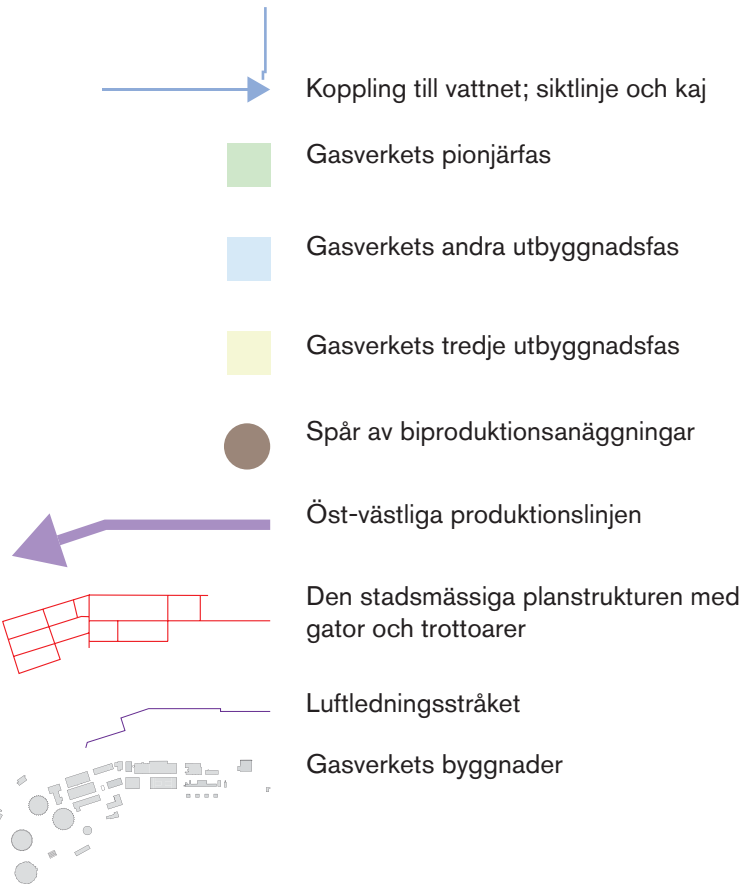 Koppling till vattnet; siktlinje och kaj
Gasverkets pionjärfas
Gasverkets andra utbyggnadsfas
Gasverkets tredje utbyggnadsfas
Spår av biproduktionsanäggningar
Öst-västliga produktionslinjen
Den stadsmässiga planstrukturen med
gator och trottoarer
Luftledningsstråket
Gasverkets byggnader